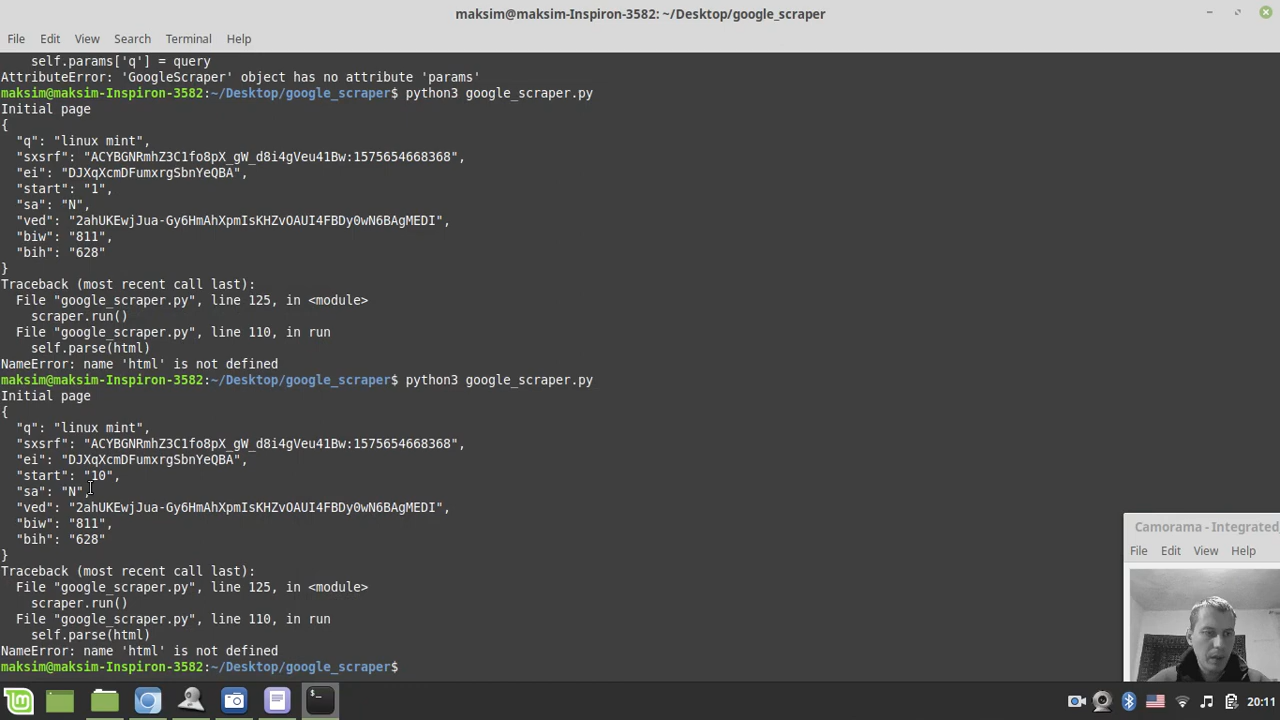 maksim@maksim-Inspiron-3582: ~/Desktop/google_scraper
File Edit View Search Terminal Help
self.params['q'] = query
AttributeError: 'GoogleScraper' object has no attribute 'params'
maksim@maksim-Inspiron-3582:~/Desktop/google_scraper$ python3 google_scraper.py
Initial page
{
"q": "linux mint",
"sxsrf": "ACYBGNRmhZ3C1fo8pX_gW_d8i4gVeu41Bw:1575654668368",
"ei": "DJXqXcmDFumxrgSbnYeQBA",
"start": "1",
"sa": "N",
"ved": "2ahUKEwjJua-Gy6HmAhXpmIsKHZvOAUI4FBDy0wN6BAgMEDI",
"biw": "811",
"bih": "628"
}
Traceback (most recent call last):
File "google_scraper.py", line 125, in <module>
scraper.run()
File "google_scraper.py", line 110, in run
self.parse(html)
NameError: name 'html' is not defined
maksim@maksim-Inspiron-3582:~/Desktop/google_scraper$ python3 google_scraper.py
Initial page
{
"q": "linux mint",
"sxsrf": "ACYBGNRmhZ3C1fo8pX_gW_d8i4gVeu41Bw:1575654668368",
"ei": "DJXqXcmDFumxrgSbnYeQBA",
"start": "10",
"sa": "N",
"ved": "2ahUKEwjJua-Gy6HmAhXpmIsKHZvOAUI4FBDy0wN6BAgMEDI",
"biw": "811",
"bih": "628"
}
Traceback (most recent call last):
File "google_scraper.py", line 125, in <module>
scraper.run()
File "google_scraper.py", line 110, in run
self.parse(html)
NameError: name 'html' is not defined
maksim@maksim-Inspiron-3582:~/Desktop/google_scraper$
Camorama - Integrated
File Edit View Help
20:11